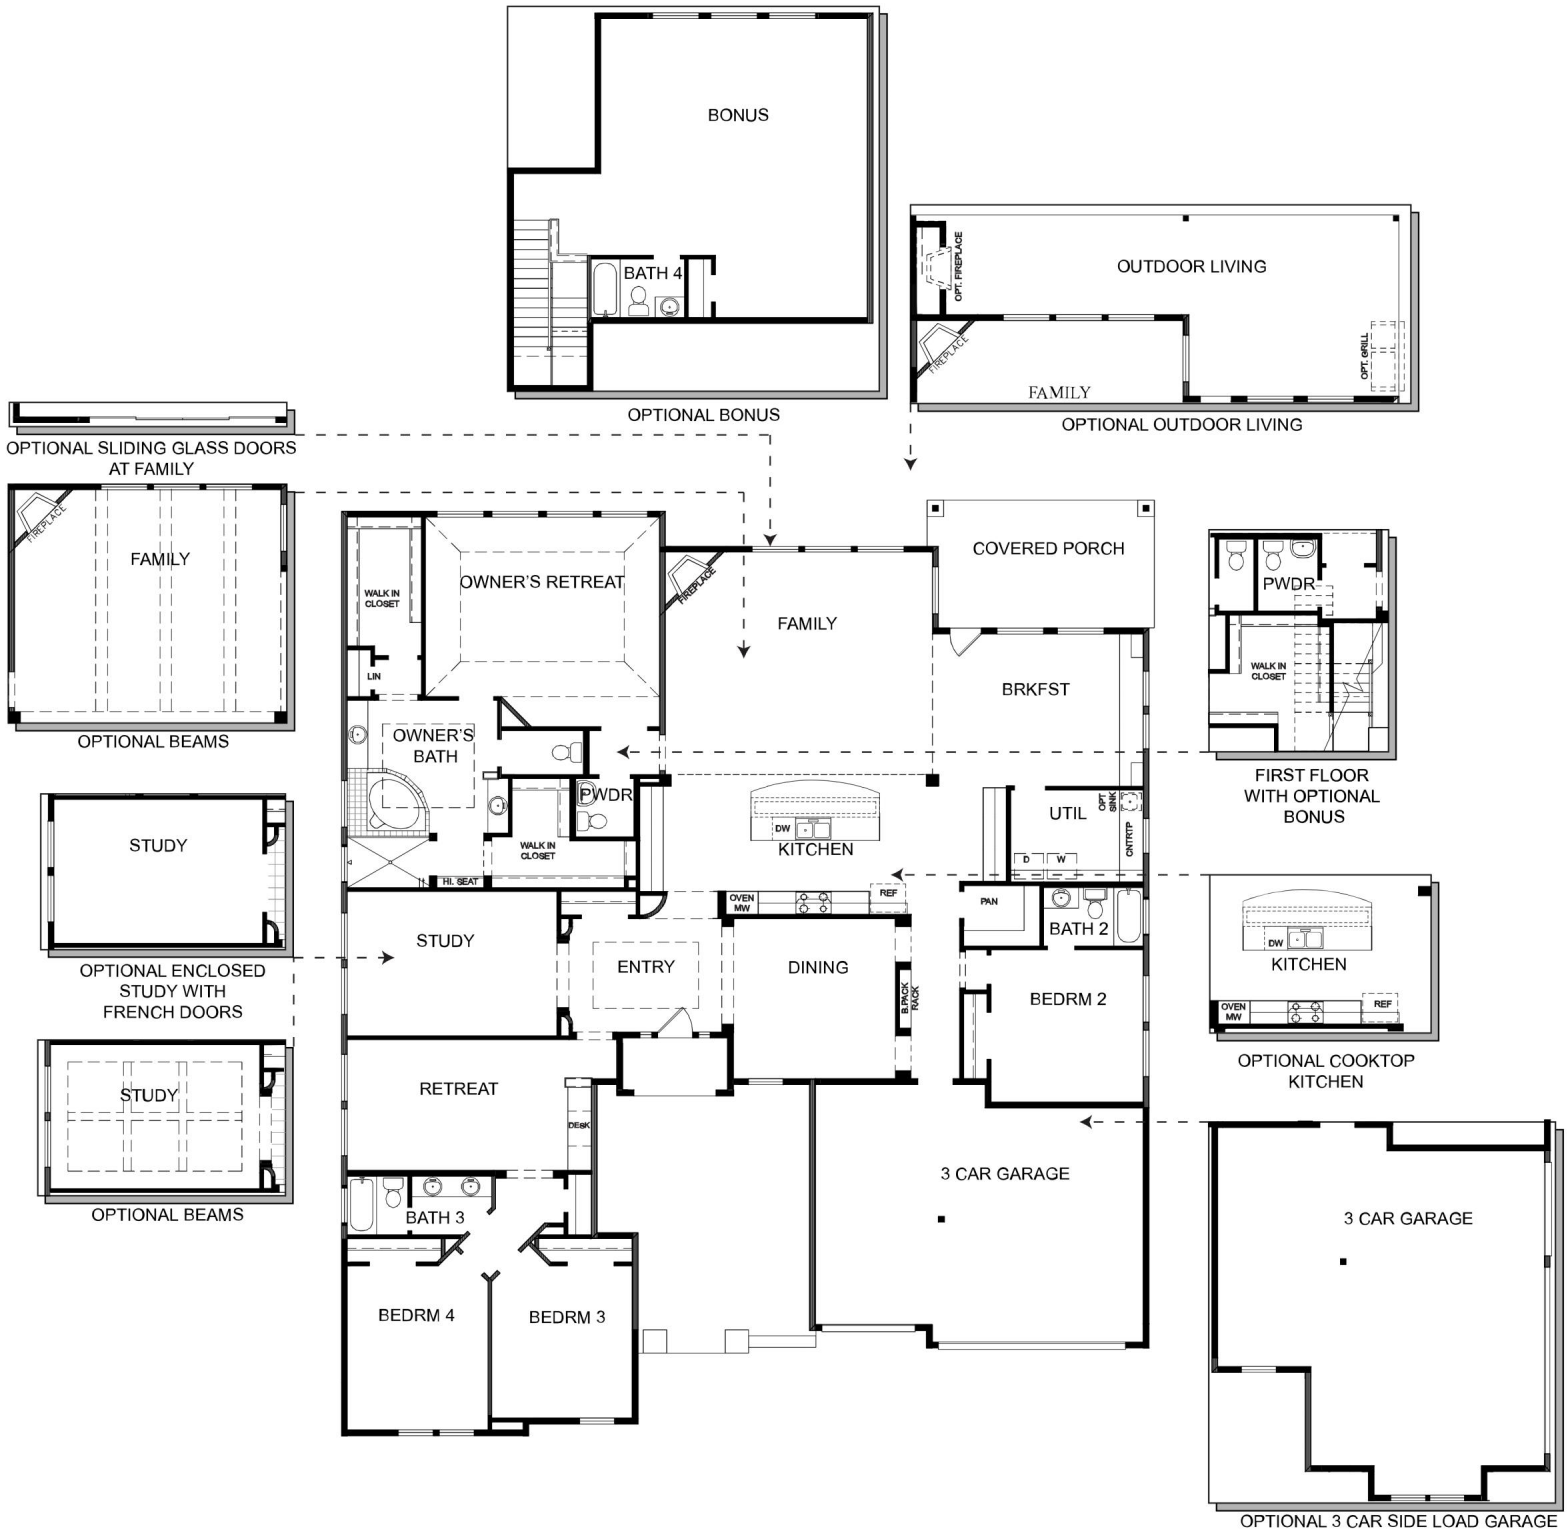 BONUS
BATH 4
OPTIONAL BONUS
OPT. FIREPLACE
OUTDOOR LIVING
FIREPLACE
OPT. GRILL
FAMILY
OPTIONAL OUTDOOR LIVING
OPTIONAL SLIDING GLASS DOORS
AT FAMILY
FIREPLACE
FAMILY
OPTIONAL BEAMS
STUDY
OPTIONAL ENCLOSED
STUDY WITH
FRENCH DOORS
STUDY
OPTIONAL BEAMS
WALK IN
CLOSET
OWNER'S RETREAT
LIN
OWNER'S
BATH
FIREPLACE
FAMILY
COVERED PORCH
BRKFST
PWDR
WALK IN
CLOSET
HI. SEAT
DW
KITCHEN
UTIL
OPT
SINK
CNTRTP
D
W
OVEN
MW
REF
PAN
BATH 2
STUDY
ENTRY
DINING
B.PACK
RACK
BEDRM 2
RETREAT
DESK
3 CAR GARAGE
BATH 3
BEDRM 4
BEDRM 3
PWDR
WALK IN
CLOSET
FIRST FLOOR
WITH OPTIONAL
BONUS
DW
KITCHEN
OVEN
MW
REF
OPTIONAL COOKTOP
KITCHEN
3 CAR GARAGE
OPTIONAL 3 CAR SIDE LOAD GARAGE